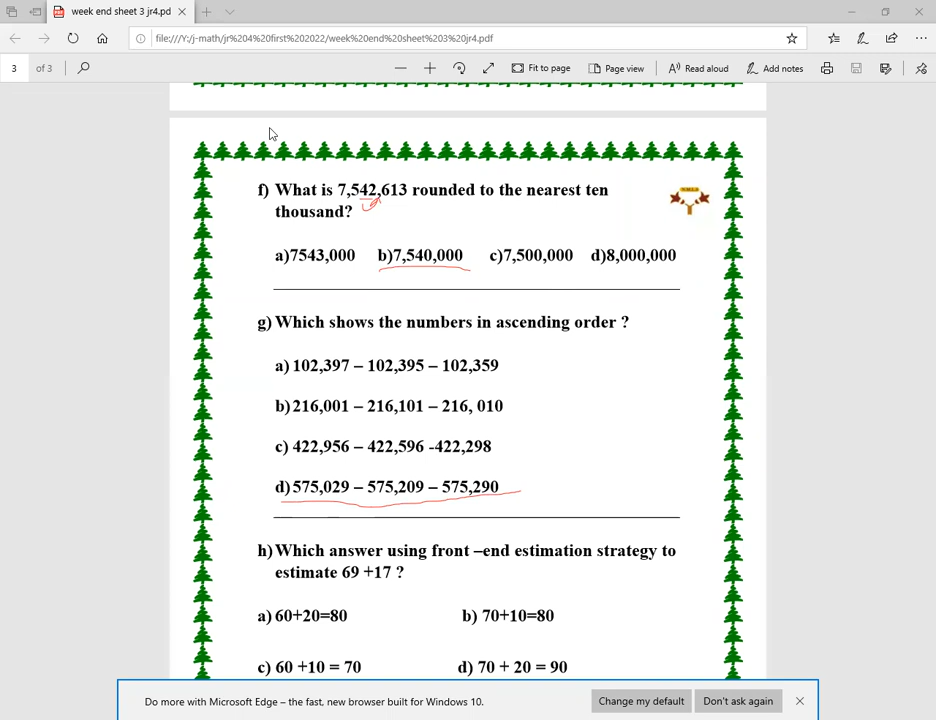 week end sheet 3 jr4.pd
file:///Y:/j-math/jr%204%20first%202022/week%20end%20sheet%203%20jr4.pdf
3 of 3 Fit to page Page view Read aloud Add notes
f) What is 7,542,613 rounded to the nearest ten
thousand?
a)7543,000 b)7,540,000 c)7,500,000 d)8,000,000
g) Which shows the numbers in ascending order ?
a) 102,397 – 102,395 – 102,359
b) 216,001 – 216,101 – 216, 010
c) 422,956 – 422,596 -422,298
d) 575,029 – 575,209 – 575,290
h) Which answer using front –end estimation strategy to
estimate 69 +17 ?
a) 60+20=80 b) 70+10=80
c) 60 +10 = 70 d) 70 + 20 = 90
Do more with Microsoft Edge – the fast, new browser built for Windows 10. Change my default Don't ask again